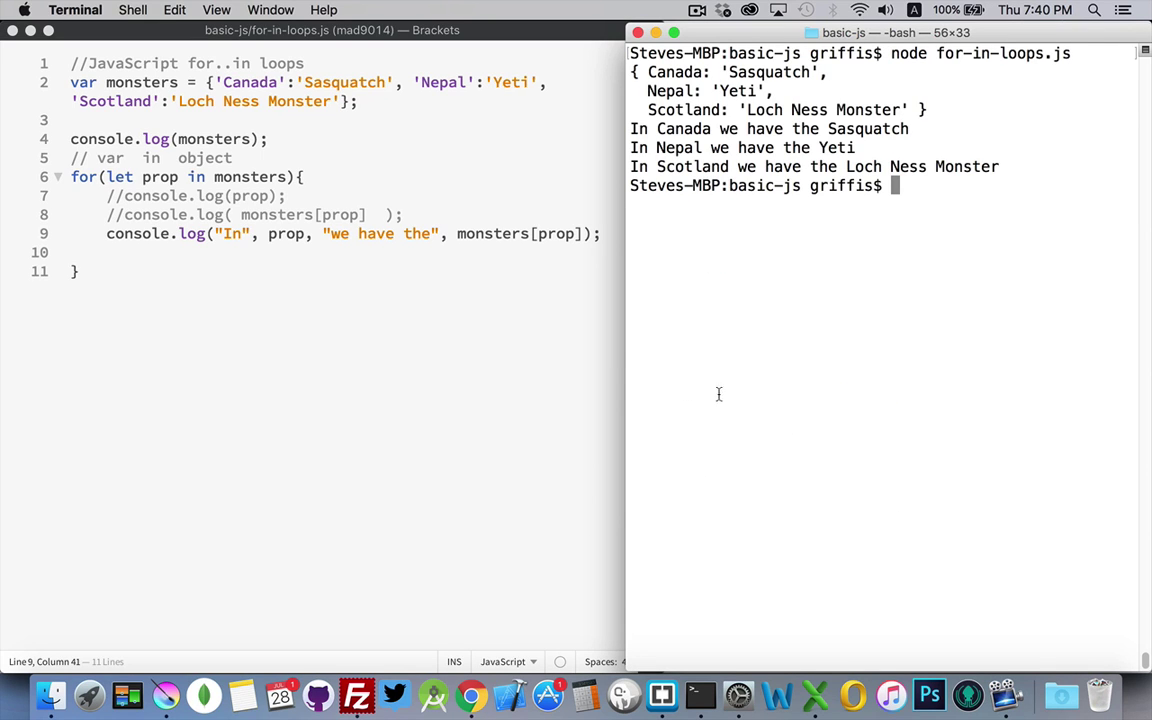 Terminal Shell Edit View Window Help
A 100% Thu 7:40 PM
basic-js/for-in-loops.js (mad9014) — Brackets
1 //JavaScript for..in loops
2 var monsters = {'Canada':'Sasquatch', 'Nepal':'Yeti',
'Scotland':'Loch Ness Monster'};
3
4 console.log(monsters);
5 // var in object
6 for(let prop in monsters){
7 //console.log(prop);
8 //console.log( monsters[prop] );
9 console.log("In", prop, "we have the", monsters[prop]);
10
11 }
Line 9, Column 41 — 11 Lines
INS JavaScript Spaces: 4
basic-js — -bash — 56×33
Steves-MBP:basic-js griffis$ node for-in-loops.js
{ Canada: 'Sasquatch',
Nepal: 'Yeti',
Scotland: 'Loch Ness Monster' }
In Canada we have the Sasquatch
In Nepal we have the Yeti
In Scotland we have the Loch Ness Monster
Steves-MBP:basic-js griffis$
JUL
28
1
Fz
1
W
X
O
Ps